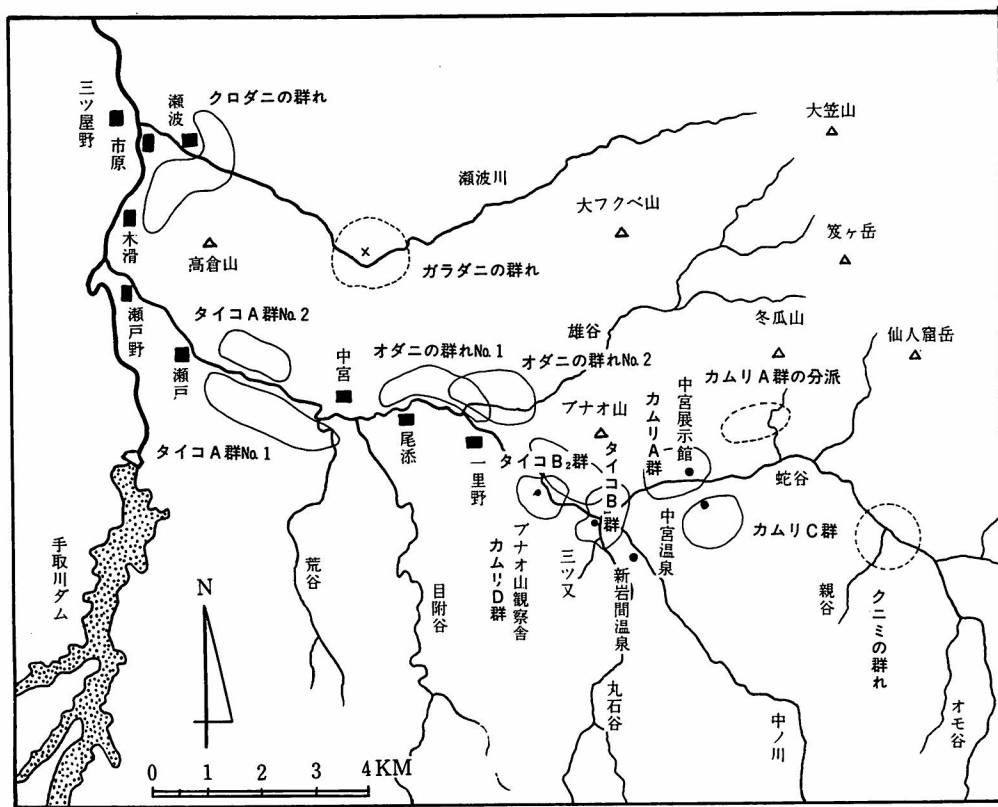 クロダニの群れ
瀬波
三ツ屋野
市原
木滑
高倉山
瀬波川
大笠山
大フクベ山
笈ヶ岳
ガラダニの群れ
瀬戸野
タイコA群No.2
瀬戸
中宮
オダニの群れNo.1
オダニの群れNo.2
雄谷
冬瓜山
仙人窟岳
カムリA群の分派
タイコA群No.1
尾添
一里野
ブナオ山
中宮展示館
カムリA群
タイコB₂群
タイコB₁群
蛇谷
カムリC群
中宮温泉
三ツ又
新岩間温泉
ブナオ山観察舎
カムリD群
親谷
クニミの群れ
手取川ダム
荒谷
目附谷
丸石谷
中ノ川
オモ谷
N
0 1 2 3 4 KM